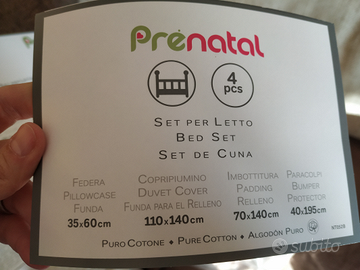 Prénatal
4
pcs
SET PER LETTO
BED SET
SET DE CUNA
FEDERA
PILLOWCASE
FUNDA
35x60cm
COPRIPIUMINO
DUVET COVER
FUNDA PARA EL RELLENO
110x140cm
IMBOTTITURA
PADDING
RELLENO
70x140cm
PARACOLPI
BUMPER
PROTECTOR
40x195cm
PURO COTONE ♦ PURE COTTON ♦ ALGODÓN PURO
subito.it